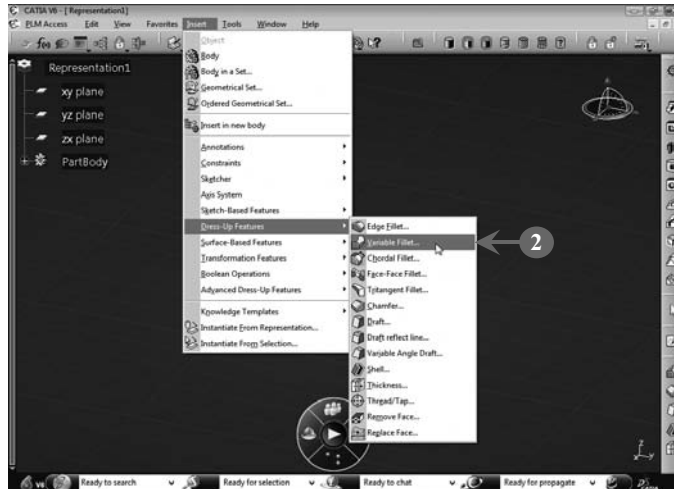 CATIA V6 - [ Representation1]
PLM Access Edit View Favorites Insert Tools Window Help
Representation1
xy plane
yz plane
zx plane
PartBody
Object
Body
Body in a Set...
Geometrical Set...
Ordered Geometrical Set...
Insert in new body
Annotations
Constraints
Sketcher
Axis System
Sketch-Based Features
Dress-Up Features
Surface-Based Features
Transformation Features
Boolean Operations
Advanced Dress-Up Features
Knowledge Templates
Instantiate From Representation...
Instantiate From Selection...
Edge Fillet...
Variable Fillet...
Chordal Fillet...
Face-Face Fillet...
Tritangent Fillet...
Chamfer...
Draft...
Draft reflect line...
Variable Angle Draft...
Shell...
Thickness...
Thread/Tap...
Remove Face...
Replace Face...
2
z
x
V6 Ready to search Ready for selection Ready to chat Ready for propagate